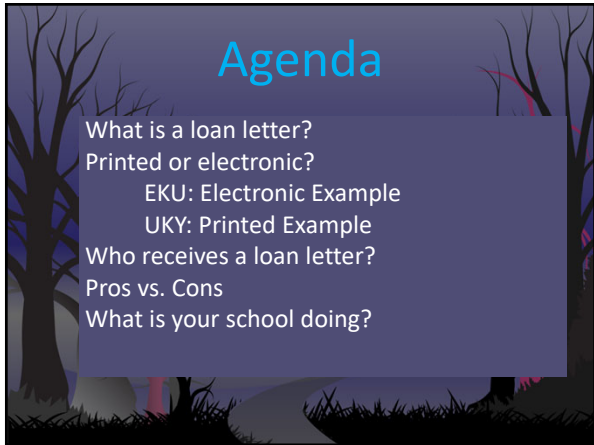 Agenda
What is a loan letter?
Printed or electronic?
EKU: Electronic Example
UKY: Printed Example
Who receives a loan letter?
Pros vs. Cons
What is your school doing?